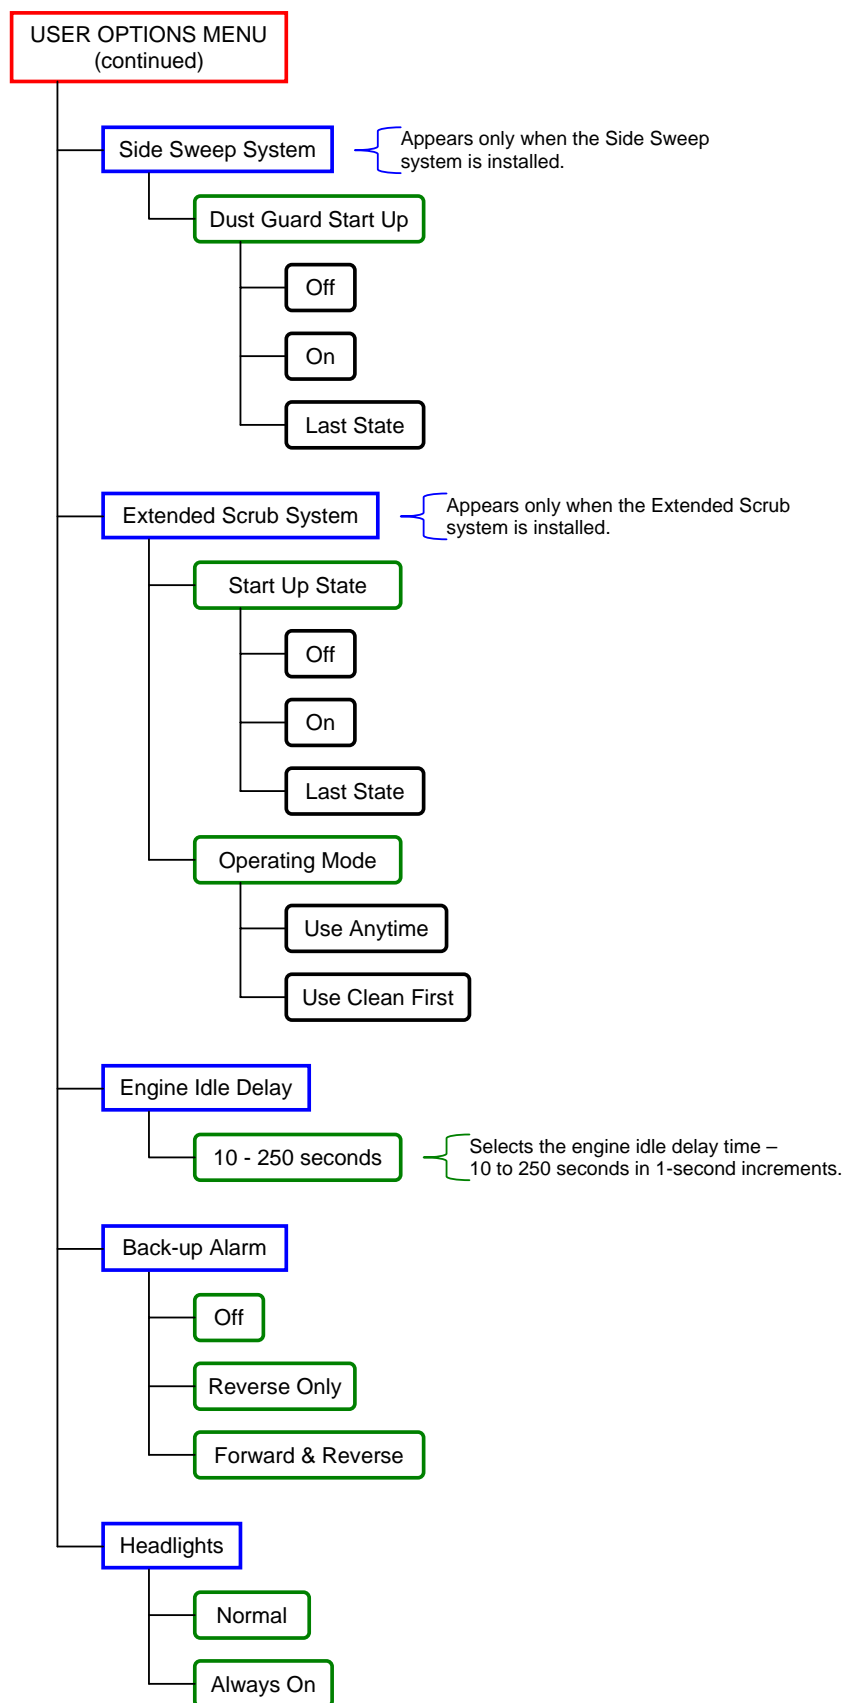 USER OPTIONS MENU
(continued)
Side Sweep System
Appears only when the Side Sweep
system is installed.
Dust Guard Start Up
Off
On
Last State
Extended Scrub System
Appears only when the Extended Scrub
system is installed.
Start Up State
Off
On
Last State
Operating Mode
Use Anytime
Use Clean First
Engine Idle Delay
10 - 250 seconds
Selects the engine idle delay time –
10 to 250 seconds in 1-second increments.
Back-up Alarm
Off
Reverse Only
Forward & Reverse
Headlights
Normal
Always On